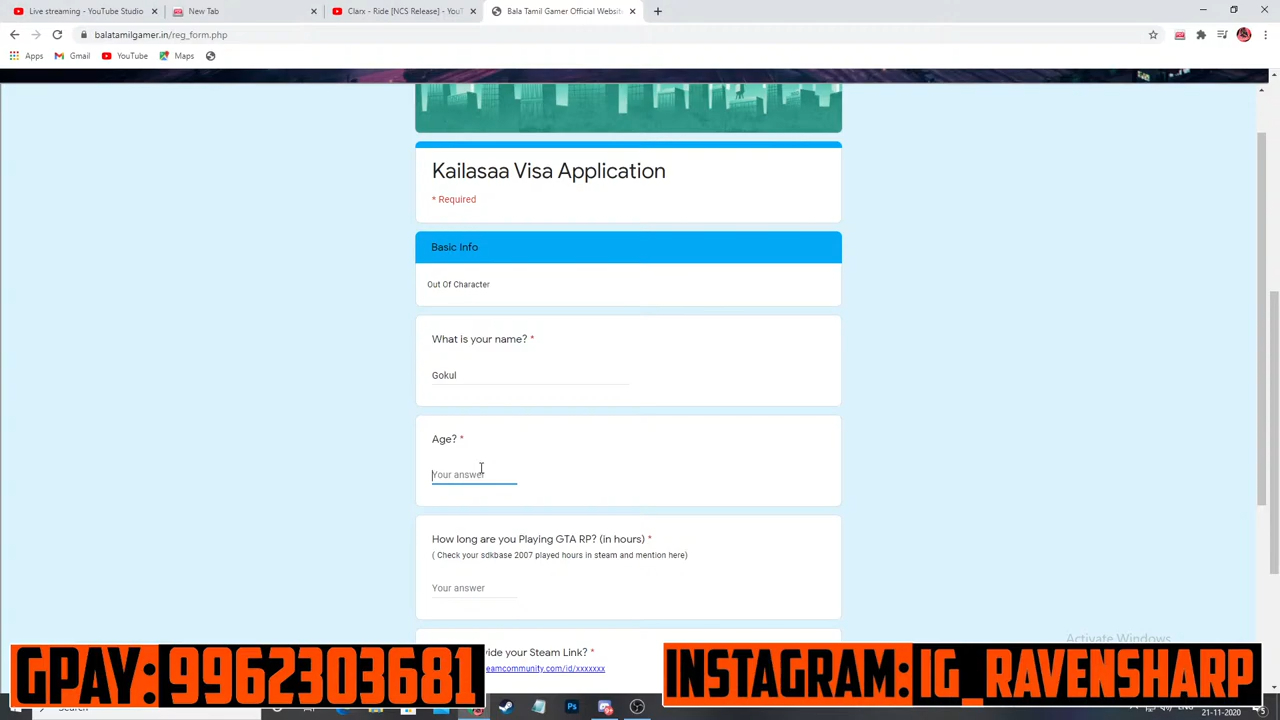 Live streaming - YouTube Studio
New Tab
Clarx - Ride [NCS Release] - YouT
Bala Tamil Gamer Official Website
balatamilgamer.in/reg_form.php
Apps
Gmail
YouTube
Maps
Kailasaa Visa Application
* Required
Basic Info
Out Of Character
What is your name? *
Gokul
Age? *
Your answer
How long are you Playing GTA RP? (in hours) *
( Check your sdkbase 2007 played hours in steam and mention here)
Your answer
vide your Steam Link? *
eamcommunity.com/id/xxxxxxx
Activate Windows
GPAY:9962303681
INSTAGRAM:IG_RAVENSHARP
Search
21-11-2020